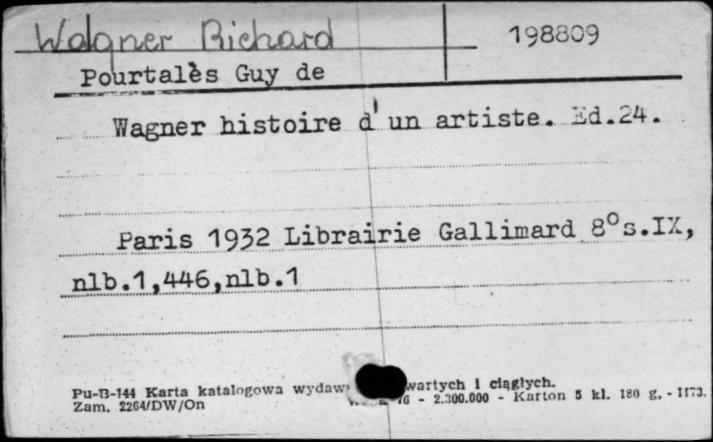 Wagner Richard 198809
Pourtalès Guy de
Wagner histoire d'un artiste. Ed.24.
Paris 1932 Librairie Gallimard 8°s.IX,
nlb.1,446,nlb.1
Pu-B-144 Karta katalogowa wydaw wartych i ciągłych.
Zam. 2264/DW/On - 2.300.000 - Karton 5 kl. 180 g. - 1173.